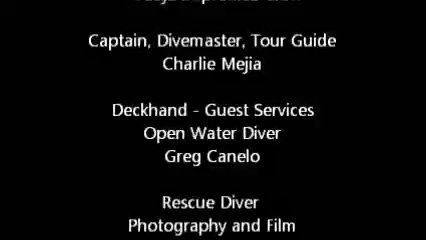 Captain, Divemaster, Tour Guide
Charlie Mejia
Deckhand - Guest Services
Open Water Diver
Greg Canelo
Rescue Diver
Photography and Film